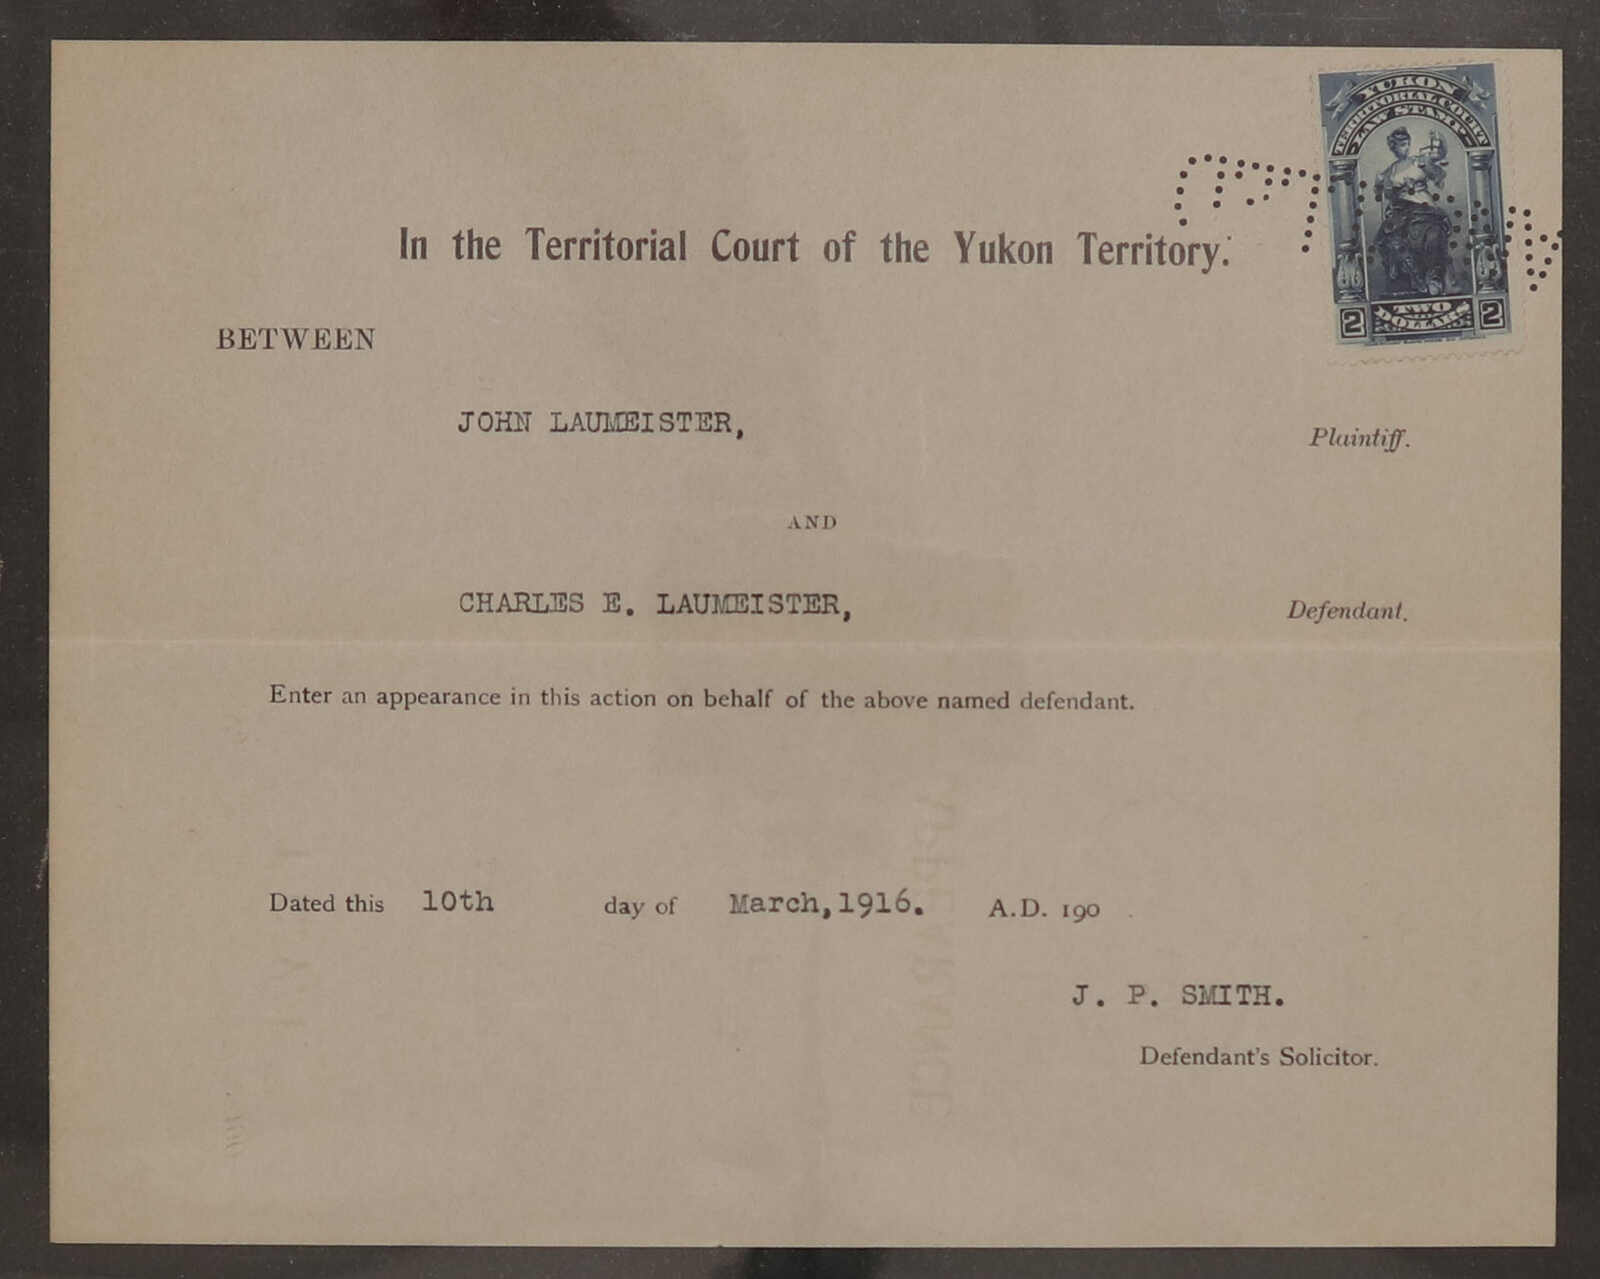 YUKON
TERRITORIAL COURT
LAW STAMP
2 TWO DOLLARS 2
In the Territorial Court of the Yukon Territory.
BETWEEN
JOHN LAUMEISTER,
Plaintiff.
AND
CHARLES E. LAUMEISTER,
Defendant.
Enter an appearance in this action on behalf of the above named defendant.
Dated this 10th day of March, 1916. A.D. 190 .
J. P. SMITH.
Defendant's Solicitor.